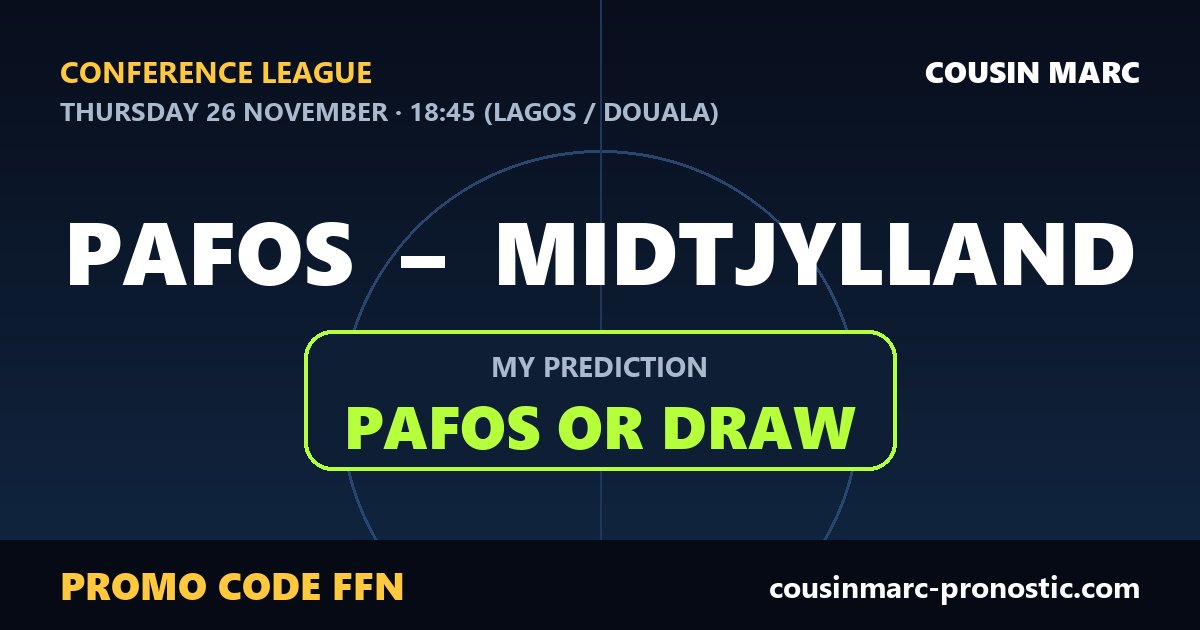 CONFERENCE LEAGUE
COUSIN MARC
THURSDAY 26 NOVEMBER · 18:45 (LAGOS / DOUALA)
PAFOS – MIDTJYLLAND
MY PREDICTION
PAFOS OR DRAW
PROMO CODE FFN
cousinmarc-pronostic.com